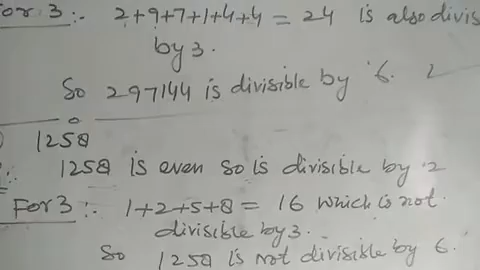 For 3 :- 2+9+7+1+4+4 = 24 is also divis
by 3.
So 297144 is divisible by 6.
1258
1258 is even so is divisible by 2
For 3 :- 1+2+5+8 = 16 which is not
divisible by 3.
So 1258 is not divisible by 6.